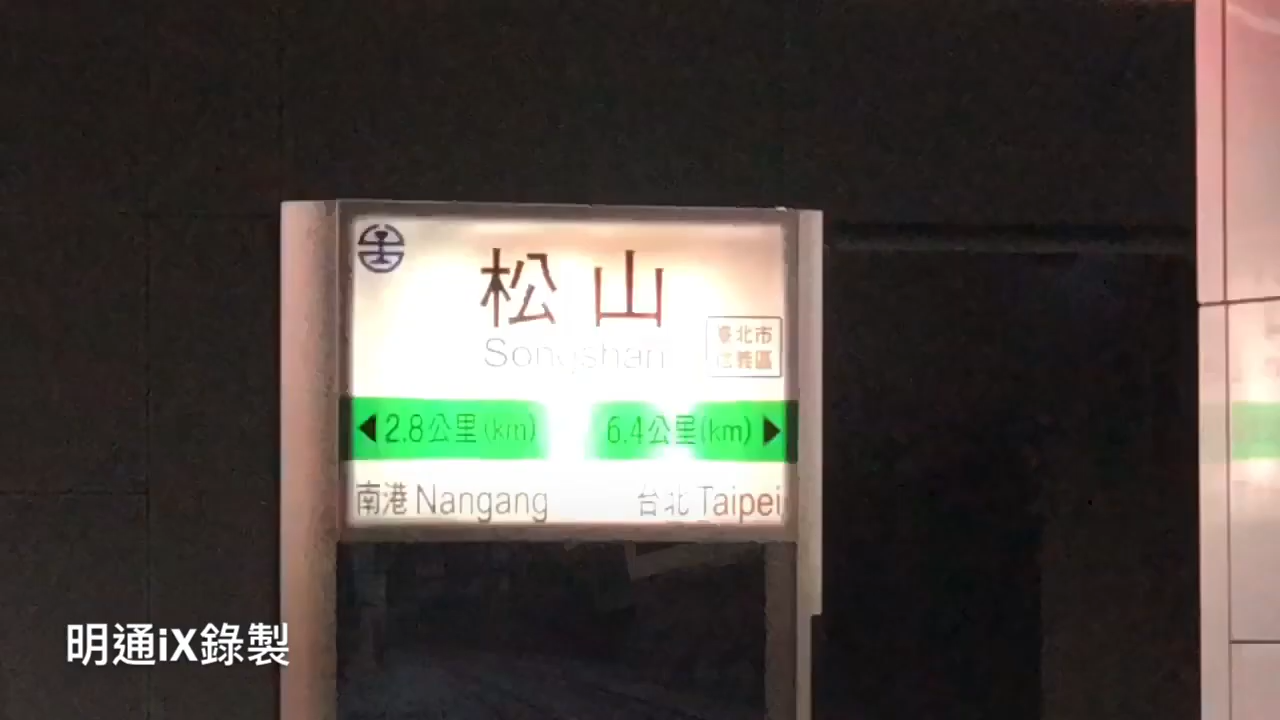 松山
Songshan
臺北市
信義區
2.8公里(km)
6.4公里(km)
南港 Nangang
台北 Taipei
明通iX錄製